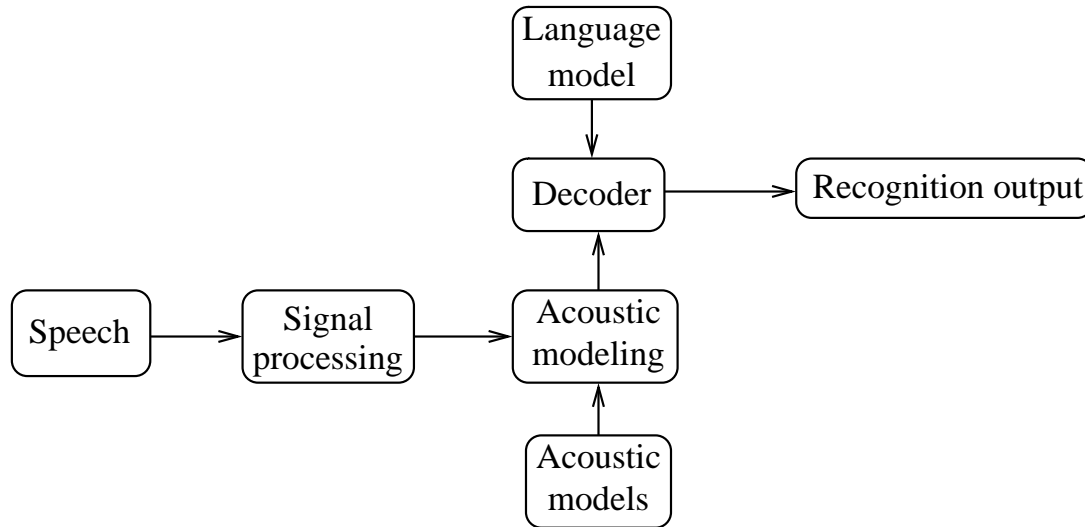 Language
model
Decoder
Recognition output
Speech
Signal
processing
Acoustic
modeling
Acoustic
models